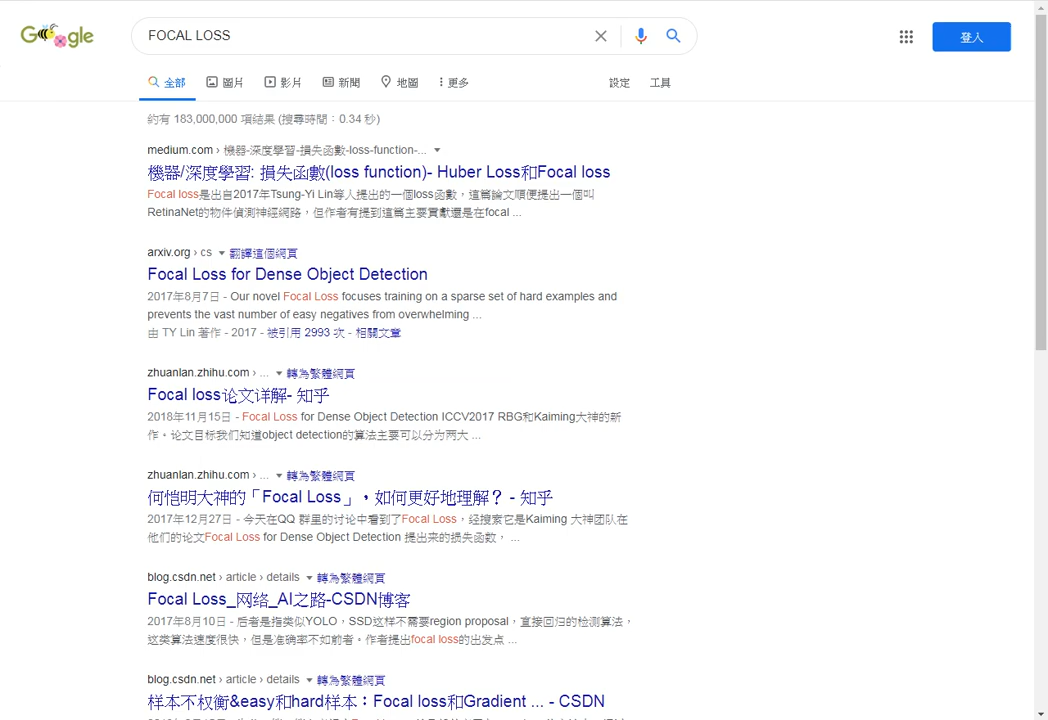 Google
FOCAL LOSS
登入
全部 圖片 影片 新聞 地圖 更多 設定 工具
約有 183,000,000 項結果 (搜尋時間：0.34 秒)
medium.com › 機器-深度學習-損失函數-loss-function-...
機器/深度學習: 損失函數(loss function)- Huber Loss和Focal loss
Focal loss是出自2017年Tsung-Yi Lin等人提出的一個loss函數，這篇論文順便提出一個叫
RetinaNet的物件偵測神經網路，但作者有提到這篇主要貢獻還是在focal ...
arxiv.org › cs 翻譯這個網頁
Focal Loss for Dense Object Detection
2017年8月7日 - Our novel Focal Loss focuses training on a sparse set of hard examples and
prevents the vast number of easy negatives from overwhelming ...
由 TY Lin 著作 - 2017 - 被引用 2993 次 - 相關文章
zhuanlan.zhihu.com › ... 轉為繁體網頁
Focal loss论文详解- 知乎
2018年11月15日 - Focal Loss for Dense Object Detection ICCV2017 RBG和Kaiming大神的新
作。论文目标我们知道object detection的算法主要可以分为两大 ...
zhuanlan.zhihu.com › ... 轉為繁體網頁
何恺明大神的「Focal Loss」，如何更好地理解？ - 知乎
2017年12月27日 - 今天在QQ 群里的讨论中看到了Focal Loss，经搜索它是Kaiming 大神团队在
他们的论文Focal Loss for Dense Object Detection 提出来的损失函数， ...
blog.csdn.net › article › details 轉為繁體網頁
Focal Loss_网络_AI之路-CSDN博客
2017年8月10日 - 后者是指类似YOLO，SSD这样不需要region proposal，直接回归的检测算法，
这类算法速度很快，但是准确率不如前者。作者提出focal loss的出发点 ...
blog.csdn.net › article › details 轉為繁體網頁
样本不权衡&easy和hard样本：Focal loss和Gradient ... - CSDN